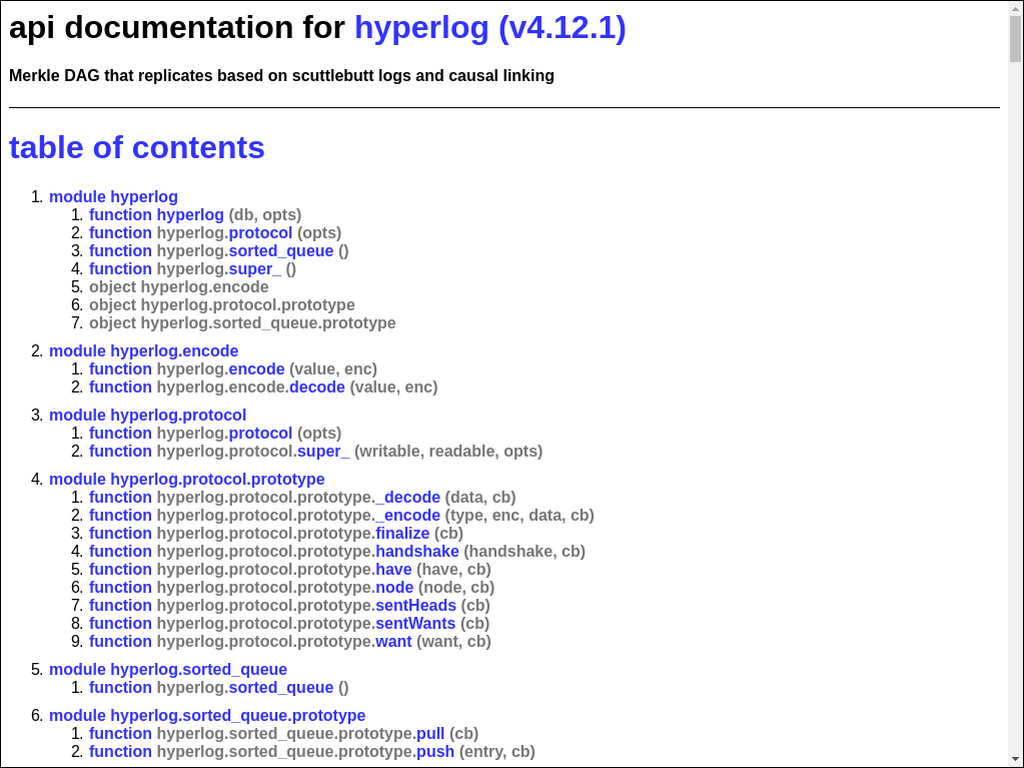 api documentation for hyperlog (v4.12.1)
Merkle DAG that replicates based on scuttlebutt logs and causal linking
table of contents
1. module hyperlog
1. function hyperlog (db, opts)
2. function hyperlog.protocol (opts)
3. function hyperlog.sorted_queue ()
4. function hyperlog.super_ ()
5. object hyperlog.encode
6. object hyperlog.protocol.prototype
7. object hyperlog.sorted_queue.prototype
2. module hyperlog.encode
1. function hyperlog.encode (value, enc)
2. function hyperlog.encode.decode (value, enc)
3. module hyperlog.protocol
1. function hyperlog.protocol (opts)
2. function hyperlog.protocol.super_ (writable, readable, opts)
4. module hyperlog.protocol.prototype
1. function hyperlog.protocol.prototype._decode (data, cb)
2. function hyperlog.protocol.prototype._encode (type, enc, data, cb)
3. function hyperlog.protocol.prototype.finalize (cb)
4. function hyperlog.protocol.prototype.handshake (handshake, cb)
5. function hyperlog.protocol.prototype.have (have, cb)
6. function hyperlog.protocol.prototype.node (node, cb)
7. function hyperlog.protocol.prototype.sentHeads (cb)
8. function hyperlog.protocol.prototype.sentWants (cb)
9. function hyperlog.protocol.prototype.want (want, cb)
5. module hyperlog.sorted_queue
1. function hyperlog.sorted_queue ()
6. module hyperlog.sorted_queue.prototype
1. function hyperlog.sorted_queue.prototype.pull (cb)
2. function hyperlog.sorted_queue.prototype.push (entry, cb)